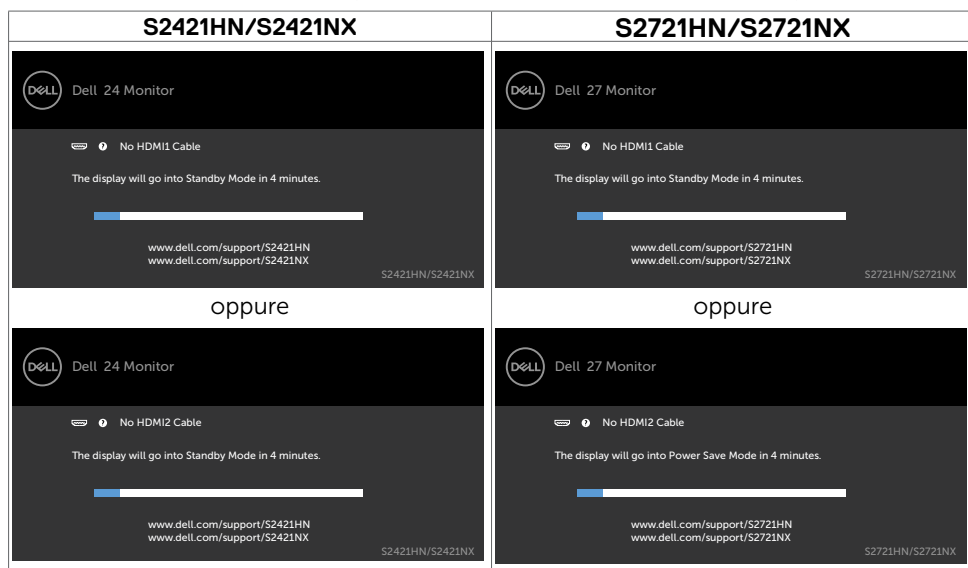 S2421HN/S2421NX
S2721HN/S2721NX
DELL
Dell 24 Monitor
? No HDMI1 Cable
The display will go into Standby Mode in 4 minutes.
www.dell.com/support/S2421HN
www.dell.com/support/S2421NX
S2421HN/S2421NX
DELL
Dell 27 Monitor
? No HDMI1 Cable
The display will go into Standby Mode in 4 minutes.
www.dell.com/support/S2721HN
www.dell.com/support/S2721NX
S2721HN/S2721NX
oppure
oppure
DELL
Dell 24 Monitor
? No HDMI2 Cable
The display will go into Standby Mode in 4 minutes.
www.dell.com/support/S2421HN
www.dell.com/support/S2421NX
S2421HN/S2421NX
DELL
Dell 27 Monitor
? No HDMI2 Cable
The display will go into Power Save Mode in 4 minutes.
www.dell.com/support/S2721HN
www.dell.com/support/S2721NX
S2721HN/S2721NX